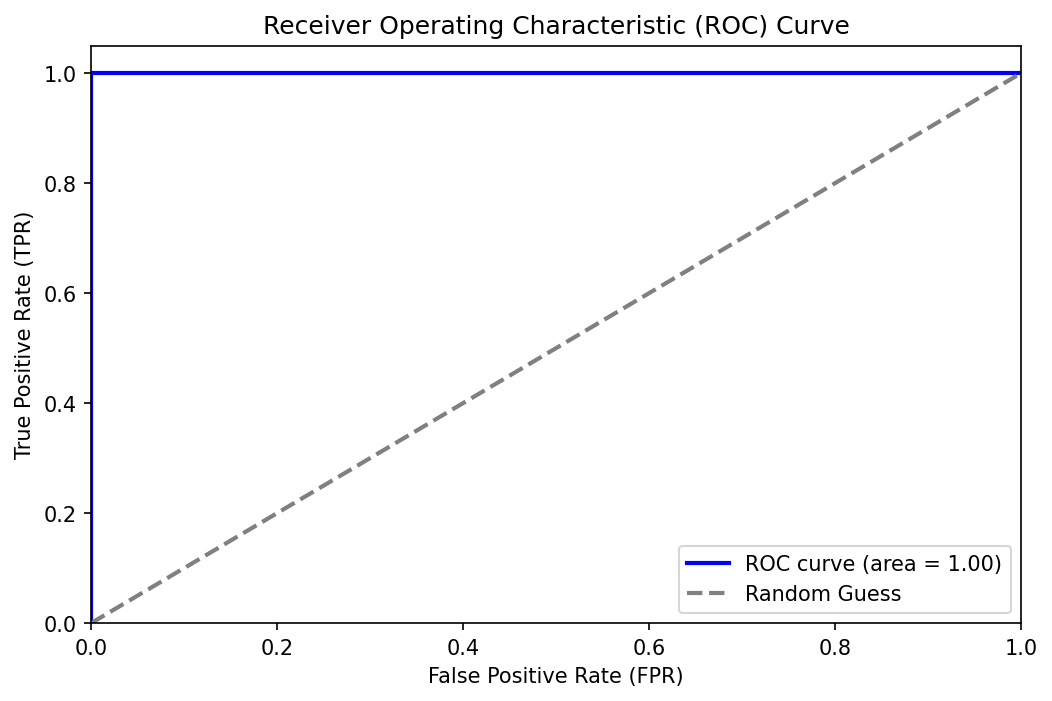 Receiver Operating Characteristic (ROC) Curve
1.0
0.8
0.6
0.4
0.2
0.0
True Positive Rate (TPR)
ROC curve (area = 1.00)
Random Guess
0.0 0.2 0.4 0.6 0.8 1.0
False Positive Rate (FPR)